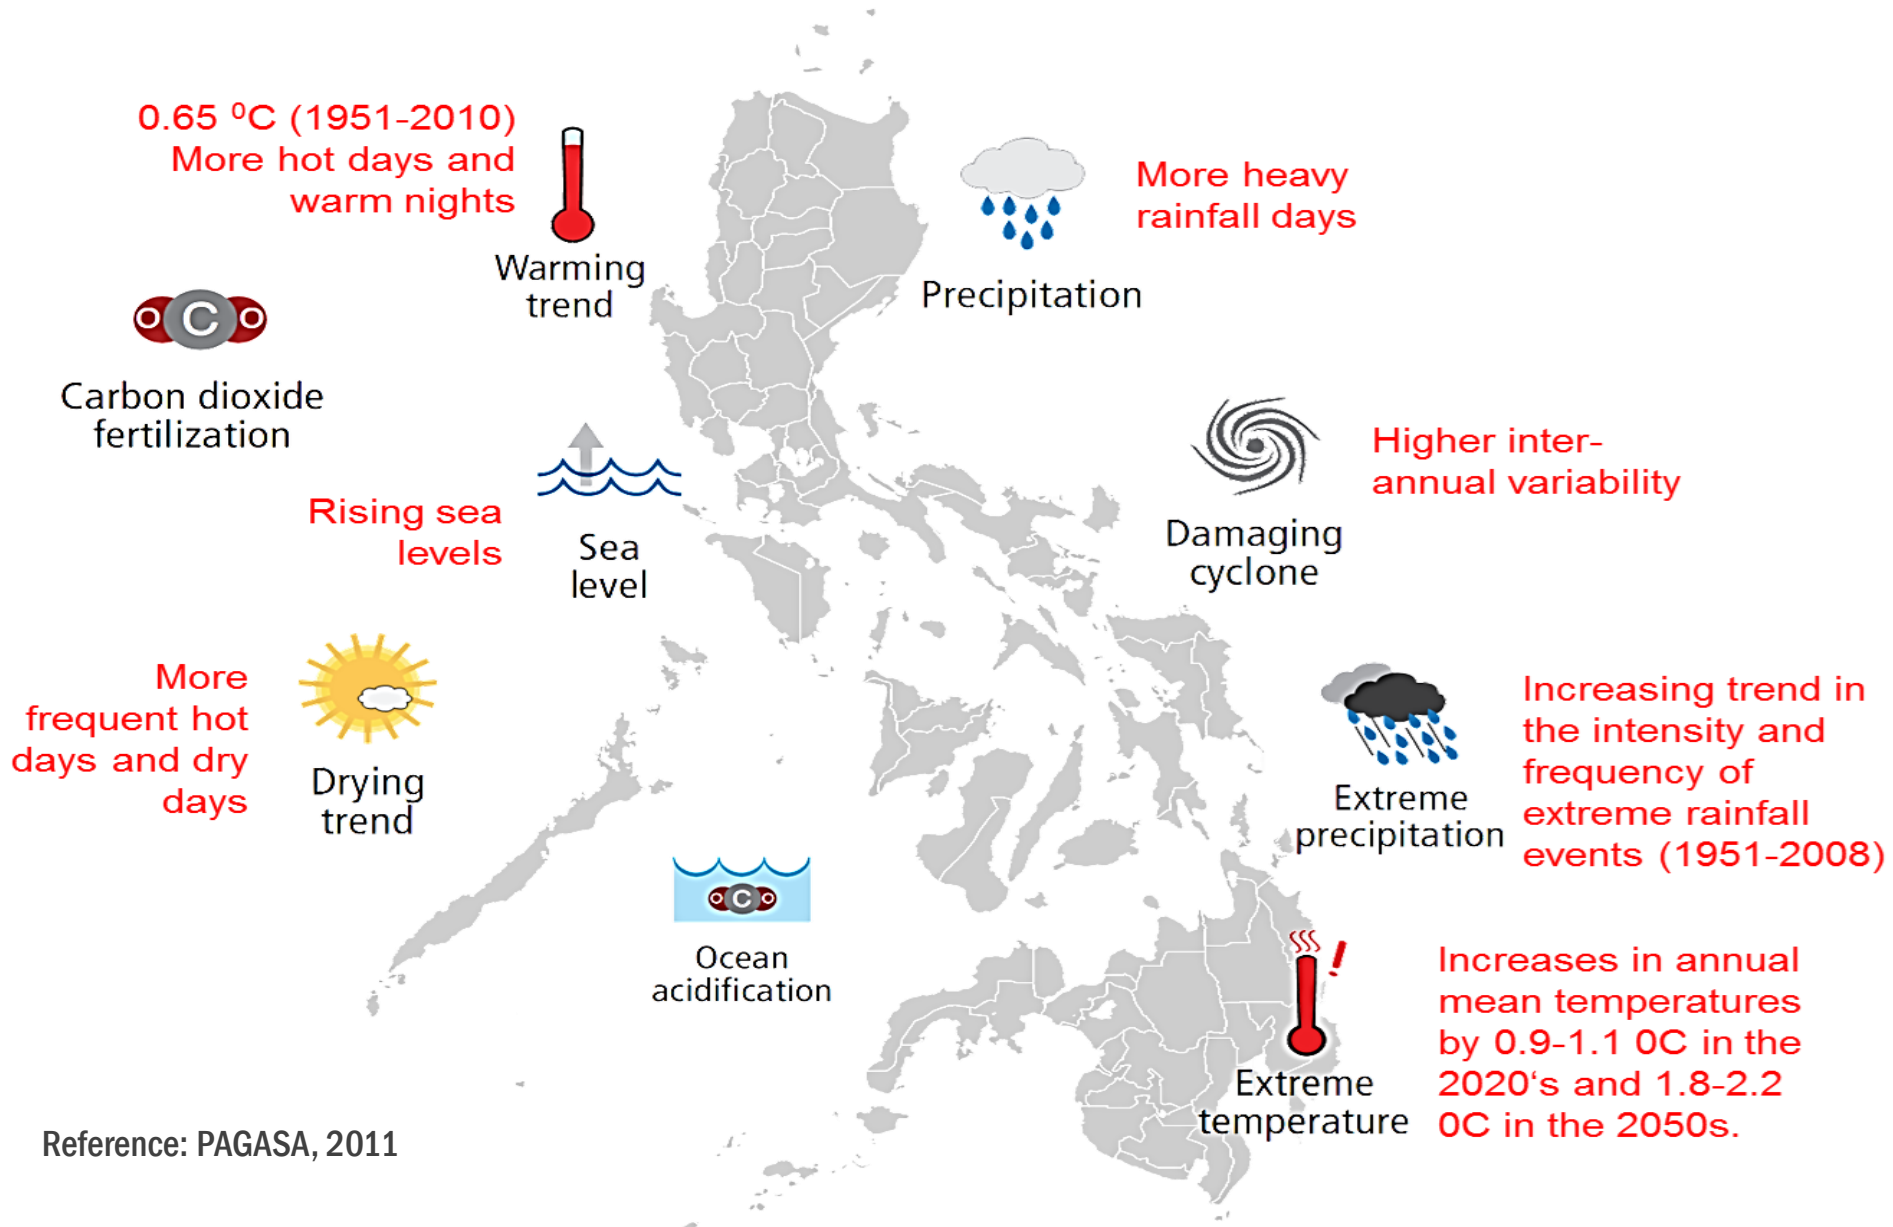 0.65 ⁰C (1951-2010)
More hot days and
warm nights
Warming
trend
More heavy
rainfall days
Precipitation
O C O
Carbon dioxide
fertilization
Rising sea
levels
Sea
level
Higher inter-
annual variability
Damaging
cyclone
More
frequent hot
days and dry
days
Drying
trend
Increasing trend in
the intensity and
frequency of
extreme rainfall
events (1951-2008)
Extreme
precipitation
O C O
Ocean
acidification
!
Increases in annual
mean temperatures
by 0.9-1.1 0C in the
2020‘s and 1.8-2.2
0C in the 2050s.
Extreme
temperature
Reference: PAGASA, 2011